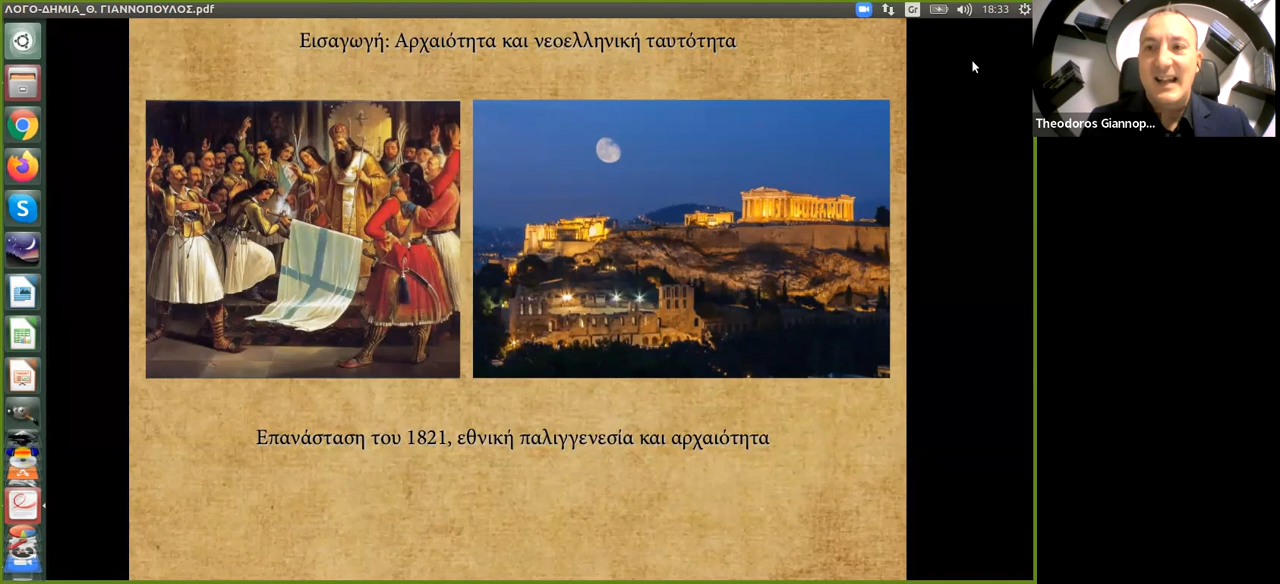 ΛΟΓΟ-ΔΗΜΙΑ_Θ. ΓΙΑΝΝΟΠΟΥΛΟΣ.pdf
Gr
18:33
Εισαγωγή: Αρχαιότητα και νεοελληνική ταυτότητα
Theodoros Giannop...
Επανάσταση του 1821, εθνική παλιγγενεσία και αρχαιότητα